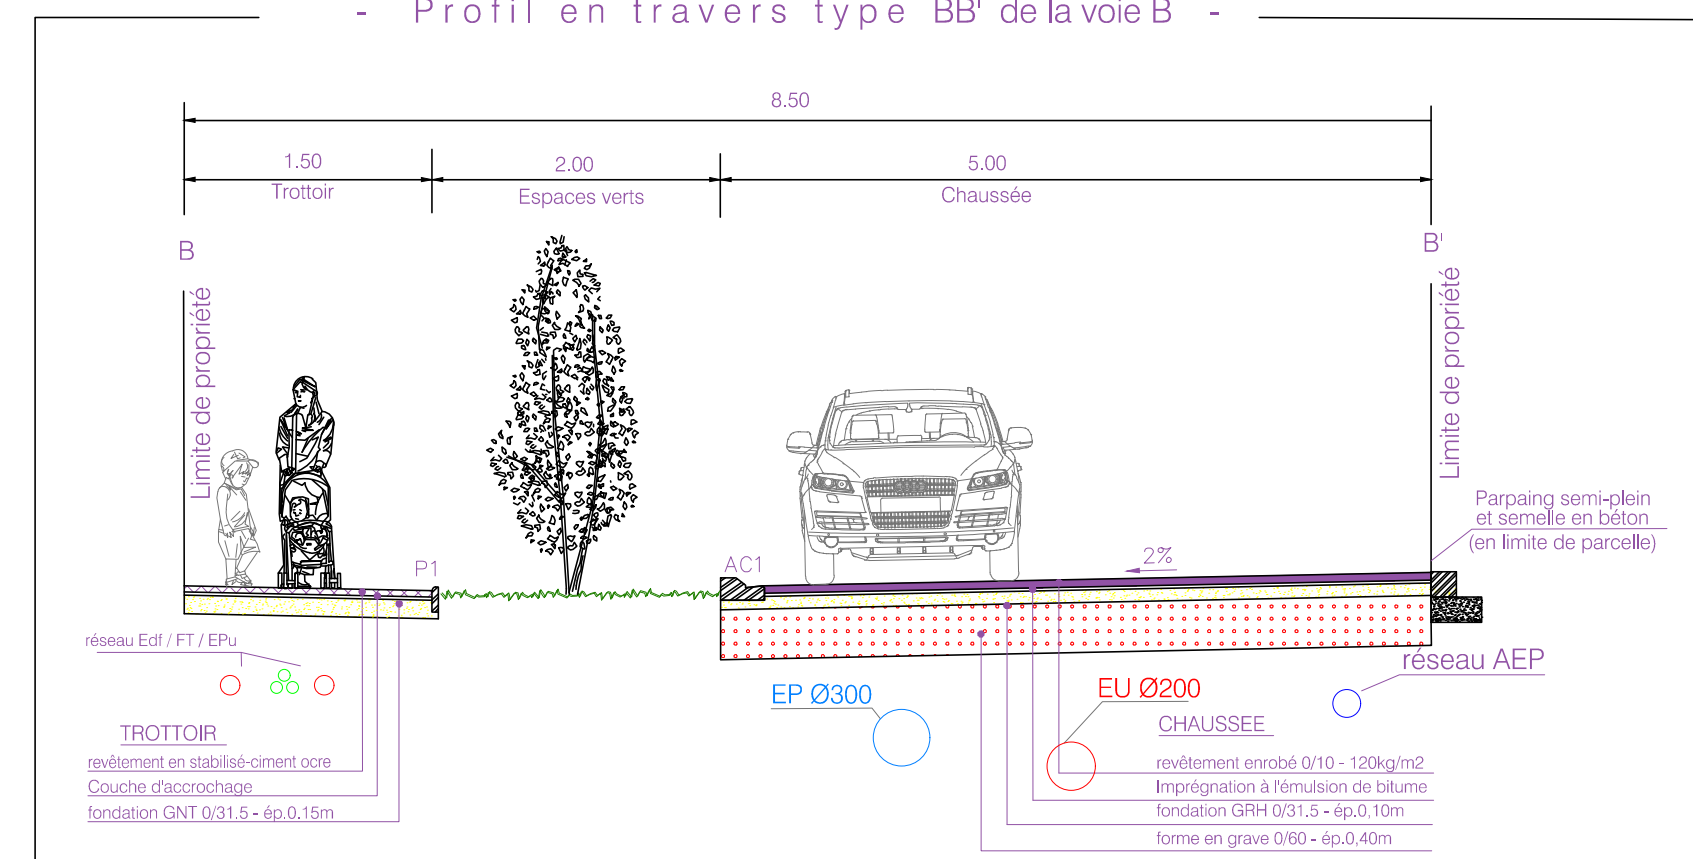 - Profil en travers type BB' de la voie B -
8.50
1.50
2.00
5.00
Trottoir
Espaces verts
Chaussée
B
B'
Limite de propriété
Limite de propriété
Parpaing semi-plein
et semelle en béton
(en limite de parcelle)
P1
AC1
2%
réseau Edf / FT / EPu
réseau AEP
EP Ø300
EU Ø200
TROTTOIR
revêtement en stabilisé-ciment ocre
Couche d'accrochage
fondation GNT 0/31.5 - ép.0.15m
CHAUSSEE
revêtement enrobé 0/10 - 120kg/m2
Imprégnation à l'émulsion de bitume
fondation GRH 0/31.5 - ép.0,10m
forme en grave 0/60 - ép.0,40m